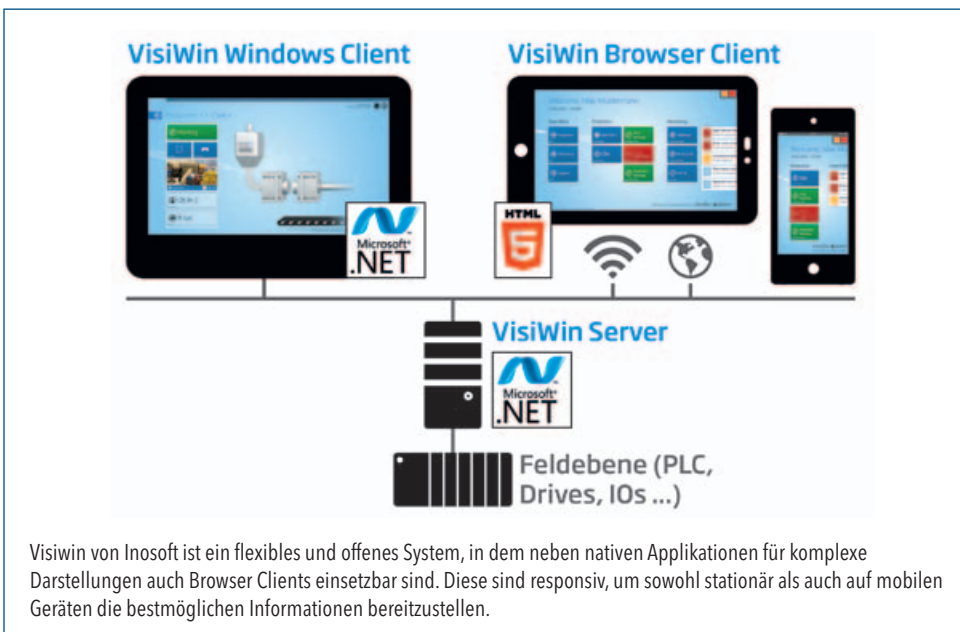 VisiWin Windows Client
VisiWin Browser Client
HTML
5
Microsoft®
.NET
VisiWin Server
Microsoft®
.NET
Feldebene (PLC,
Drives, IOs ...)
Visiwin von Inosoft ist ein flexibles und offenes System, in dem neben nativen Applikationen für komplexe
Darstellungen auch Browser Clients einsetzbar sind. Diese sind responsiv, um sowohl stationär als auch auf mobilen
Geräten die bestmöglichen Informationen bereitzustellen.